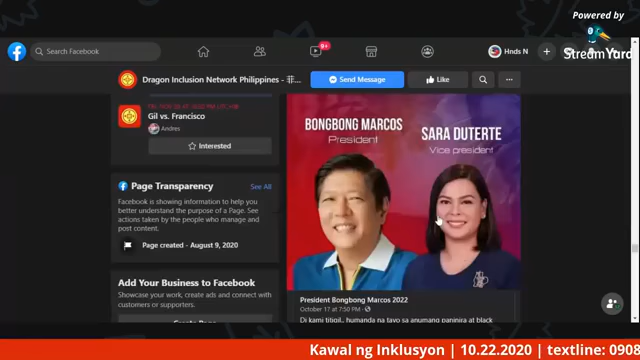 Powered by
StreamYard
Search Facebook
9+
Hnds N
Dragon Inclusion Network Philippines - 菲...
Send Message
Like
Gil vs. Francisco
Andres
Interested
Page Transparency
See All
Facebook is showing information to help you
better understand the purpose of a Page. See
actions taken by the people who manage and
post content.
Page created - August 9, 2020
Add Your Business to Facebook
Showcase your work, create ads and connect with
customers or supporters.
Create Page
BONGBONG MARCOS
President
SARA DUTERTE
Vice president
President Bongbong Marcos 2022
October 17 at 7:50 PM
Di kami titigil, humanda na tayo sa anumang paninira at black
Kawal ng Inklusyon | 10.22.2020 | textline: 0908